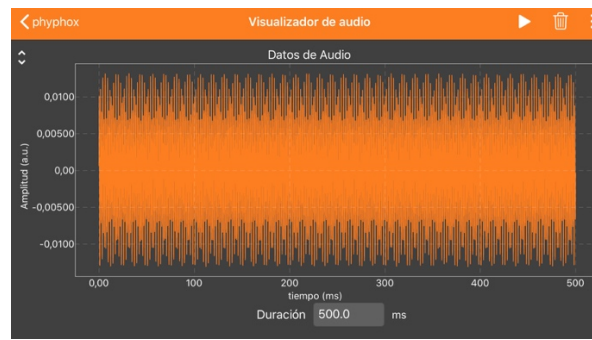 phyphox
Visualizador de audio
Datos de Audio
Amplitud (a.u.)
0,0100
0,00500
0,00
-0,00500
-0,0100
0,00 100 200 300 400 500
tiempo (ms)
Duración 500.0 ms